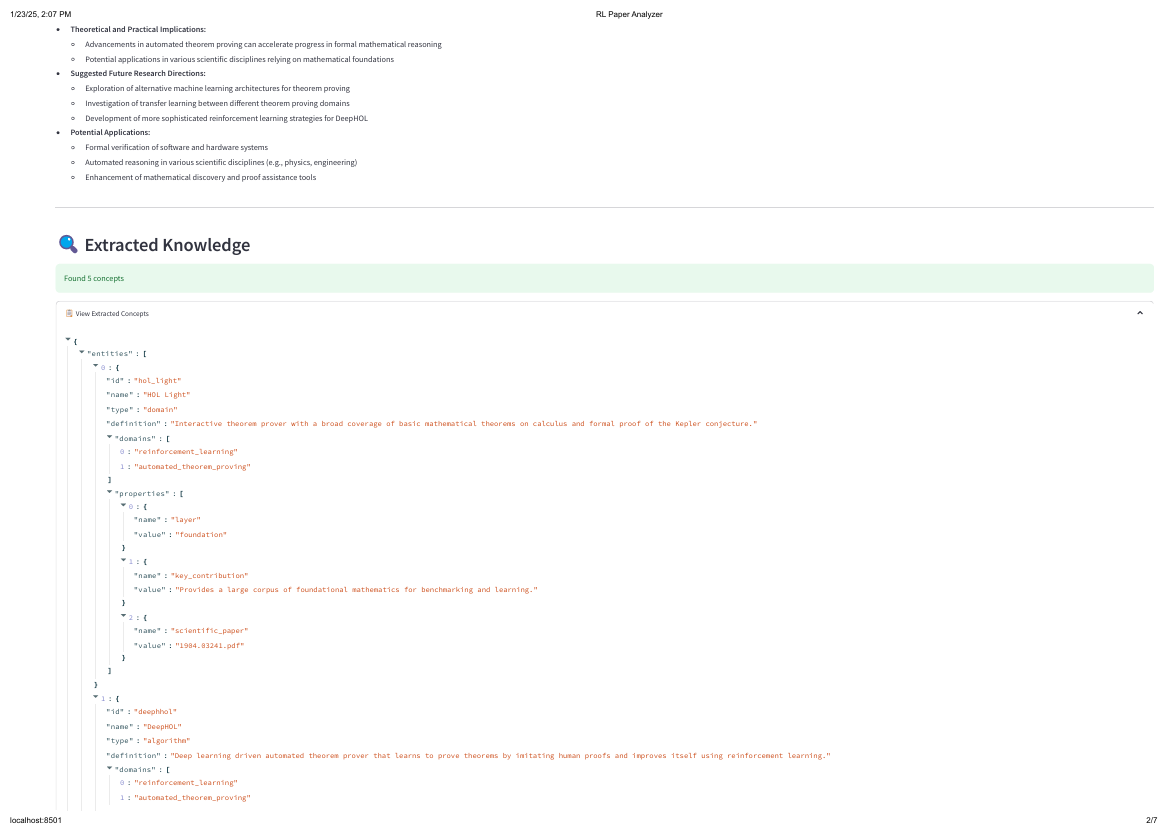 1/23/25, 2:07 PM
RL Paper Analyzer
• Theoretical and Practical Implications:
◦ Advancements in automated theorem proving can accelerate progress in formal mathematical reasoning
◦ Potential applications in various scientific disciplines relying on mathematical foundations
• Suggested Future Research Directions:
◦ Exploration of alternative machine learning architectures for theorem proving
◦ Investigation of transfer learning between different theorem proving domains
◦ Development of more sophisticated reinforcement learning strategies for DeepHOL
• Potential Applications:
◦ Formal verification of software and hardware systems
◦ Automated reasoning in various scientific disciplines (e.g., physics, engineering)
◦ Enhancement of mathematical discovery and proof assistance tools
Extracted Knowledge
Found 5 concepts
View Extracted Concepts
{
"entities" : [
0 : {
"id" : "hol_light"
"name" : "HOL Light"
"type" : "domain"
"definition" : "Interactive theorem prover with a broad coverage of basic mathematical theorems on calculus and formal proof of the Kepler conjecture."
"domains" : [
0 : "reinforcement_learning"
1 : "automated_theorem_proving"
]
"properties" : [
0 : {
"name" : "layer"
"value" : "foundation"
}
1 : {
"name" : "key_contribution"
"value" : "Provides a large corpus of foundational mathematics for benchmarking and learning."
}
2 : {
"name" : "scientific_paper"
"value" : "1904.03241.pdf"
}
]
}
1 : {
"id" : "deephhol"
"name" : "DeepHOL"
"type" : "algorithm"
"definition" : "Deep learning driven automated theorem prover that learns to prove theorems by imitating human proofs and improves itself using reinforcement learning."
"domains" : [
0 : "reinforcement_learning"
1 : "automated_theorem_proving"
localhost:8501
2/7